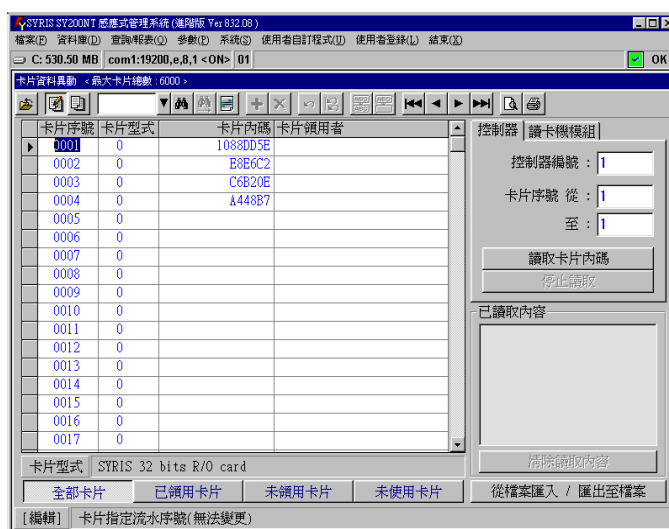 SYRIS SY200NT 感應式管理系統 (進階版 Ver 832.08 )
檔案(F) 資料庫(D) 查詢/報表(Q) 參數(P) 系統(S) 使用者自訂程式(U) 使用者登錄(L) 結束(X)
C: 530.50 MB com1:19200,e,8,1 <ON> 01 OK
卡片資料異動 < 最大卡片總數 : 6000 >
卡片序號 卡片型式 卡片內碼 卡片領用者
0001 0 1088DD5E
0002 0 E8E6C2
0003 0 C6B20E
0004 0 A448B7
0005 0
0006 0
0007 0
0008 0
0009 0
0010 0
0011 0
0012 0
0013 0
0014 0
0015 0
0016 0
0017 0
控制器 讀卡機模組
控制器編號 : 1
卡片序號 從 : 1
至 : 1
讀取卡片內碼
停止讀取
已讀取內容
清除讀取內容
卡片型式 SYRIS 32 bits R/O card
全部卡片 已領用卡片 未領用卡片 未使用卡片 從檔案匯入 / 匯出至檔案
[編輯] 卡片指定流水序號(無法變更)